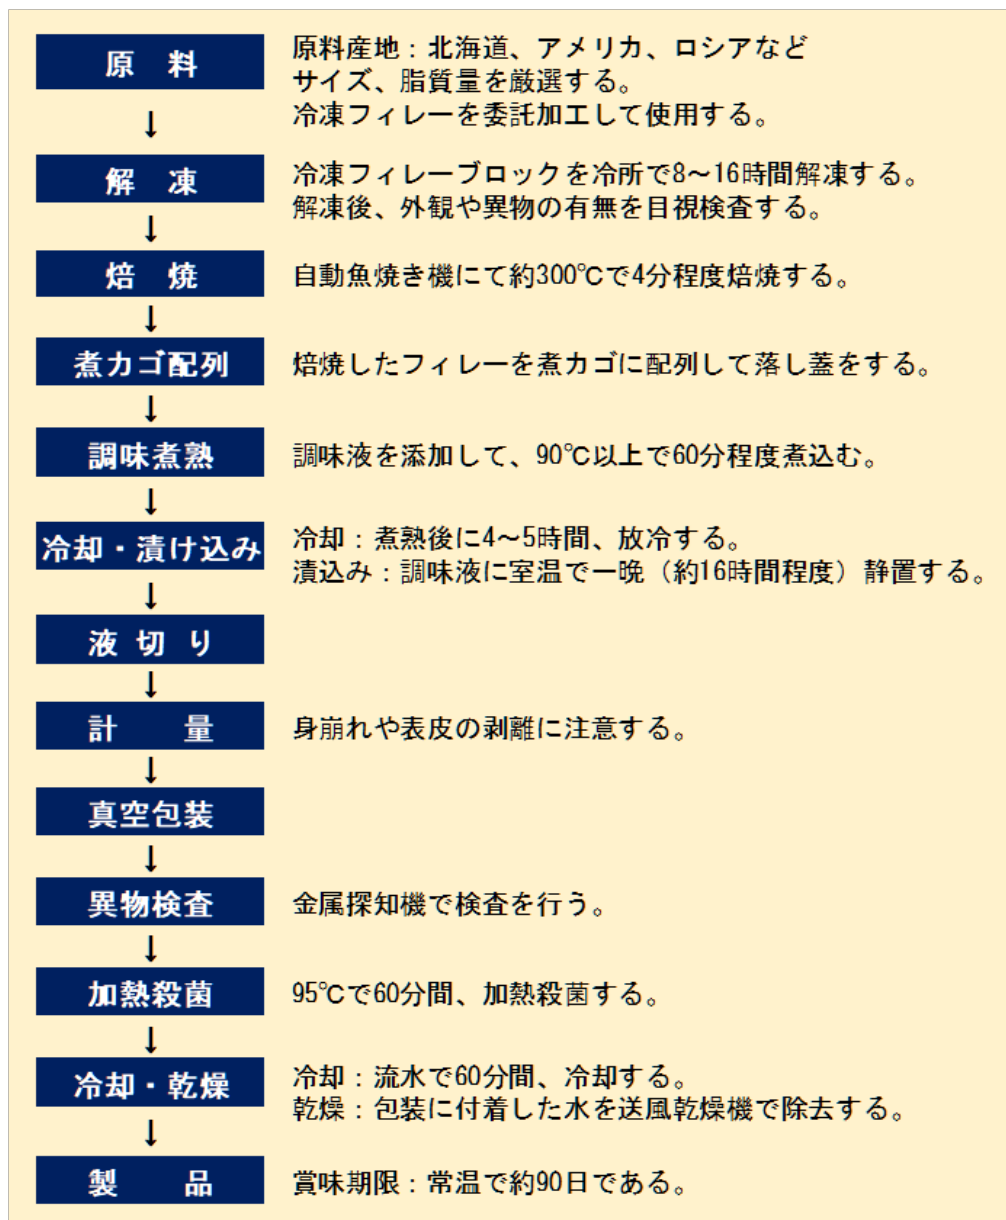 原　料
原料産地：北海道、アメリカ、ロシアなど
サイズ、脂質量を厳選する。
冷凍フィレーを委託加工して使用する。
↓
解　凍
冷凍フィレーブロックを冷所で8～16時間解凍する。
解凍後、外観や異物の有無を目視検査する。
↓
焙　焼
自動魚焼き機にて約300℃で4分程度焙焼する。
↓
煮カゴ配列
焙焼したフィレーを煮カゴに配列して落し蓋をする。
↓
調味煮熟
調味液を添加して、90℃以上で60分程度煮込む。
↓
冷却・漬け込み
冷却：煮熟後に4～5時間、放冷する。
漬込み：調味液に室温で一晩（約16時間程度）静置する。
↓
液 切 り
↓
計　　量
身崩れや表皮の剥離に注意する。
↓
真空包装
↓
異物検査
金属探知機で検査を行う。
↓
加熱殺菌
95℃で60分間、加熱殺菌する。
↓
冷却・乾燥
冷却：流水で60分間、冷却する。
乾燥：包装に付着した水を送風乾燥機で除去する。
↓
製　　品
賞味期限：常温で約90日である。